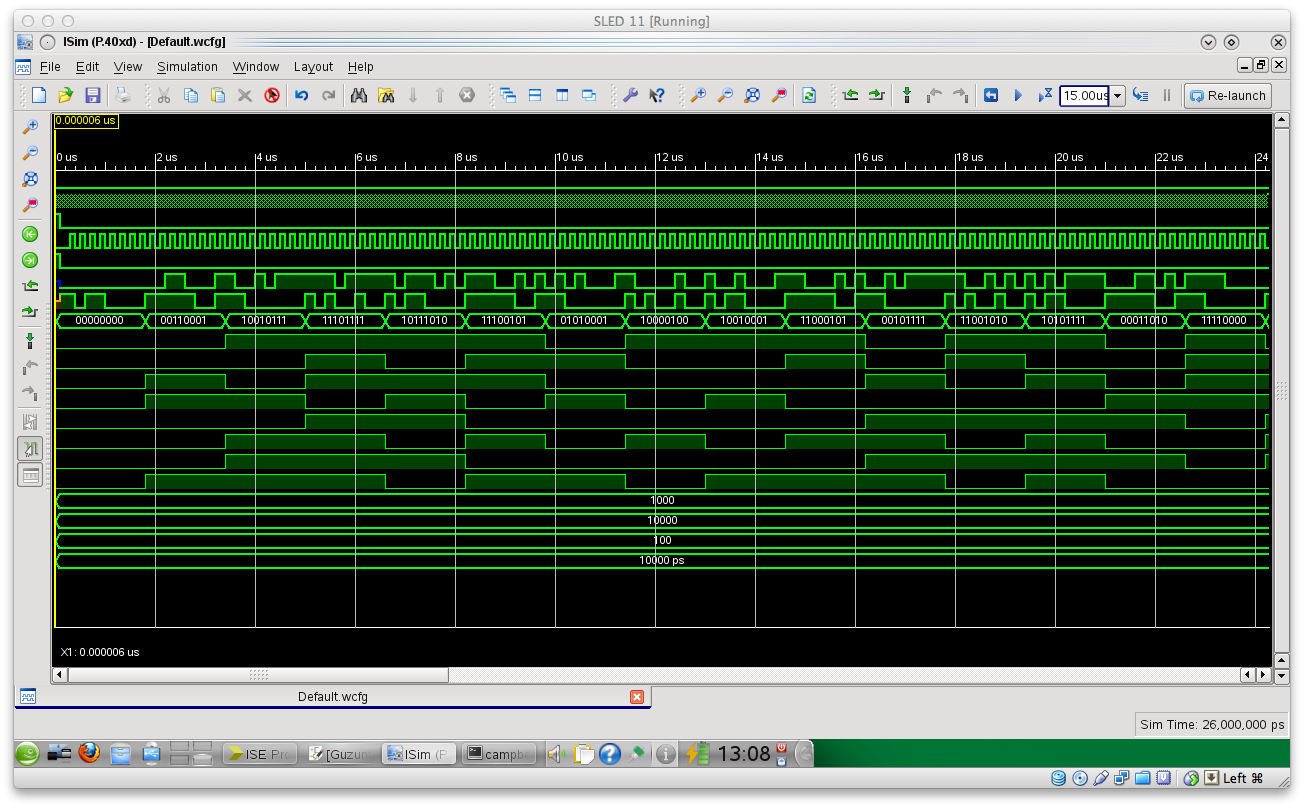 SLED 11 [Running]
ISim (P.40xd) - [Default.wcfg]
File Edit View Simulation Window Layout Help
15.00us Re-launch
0.000006 us
0 us 2 us 4 us 6 us 8 us 10 us 12 us 14 us 16 us 18 us 20 us 22 us 24
00000000 00110001 10010111 11101111 10111010 11100101 01010001 10000100 10010001 11000101 00101111 11001010 10101111 00011010 11110000
1000
10000
100
10000 ps
X1: 0.000006 us
Default.wcfg
Sim Time: 26,000,000 ps
ISE Pro [Guzun ISim (P campbe 13:08
Left ⌘